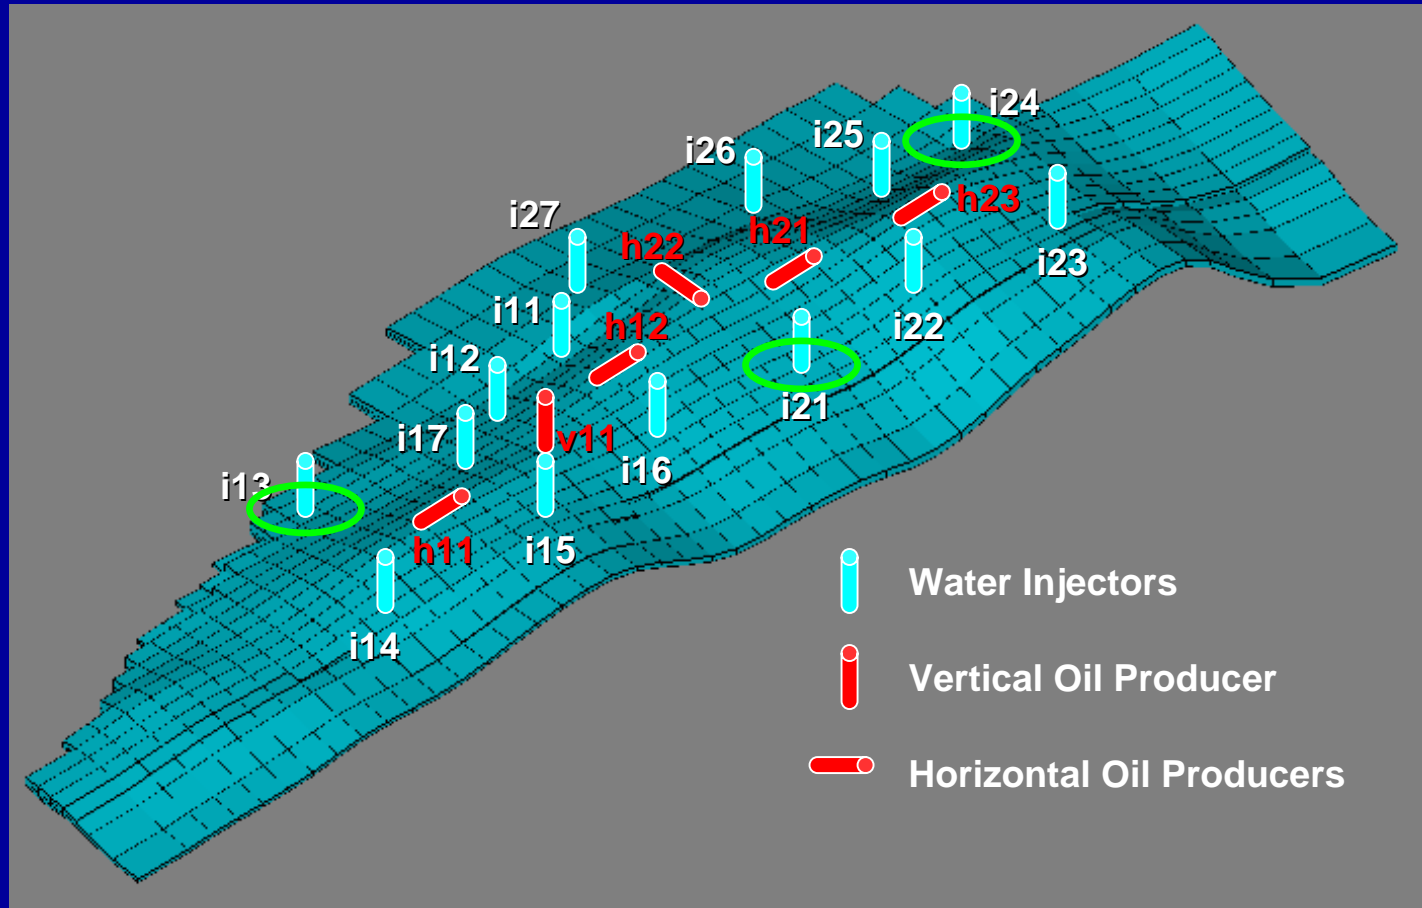 i24
i25
i26
h23
i27
h21
h22
i23
i11
h12
i22
i12
i21
i17
v11
i16
i13
h11
i15
i14
Water Injectors
Vertical Oil Producer
Horizontal Oil Producers